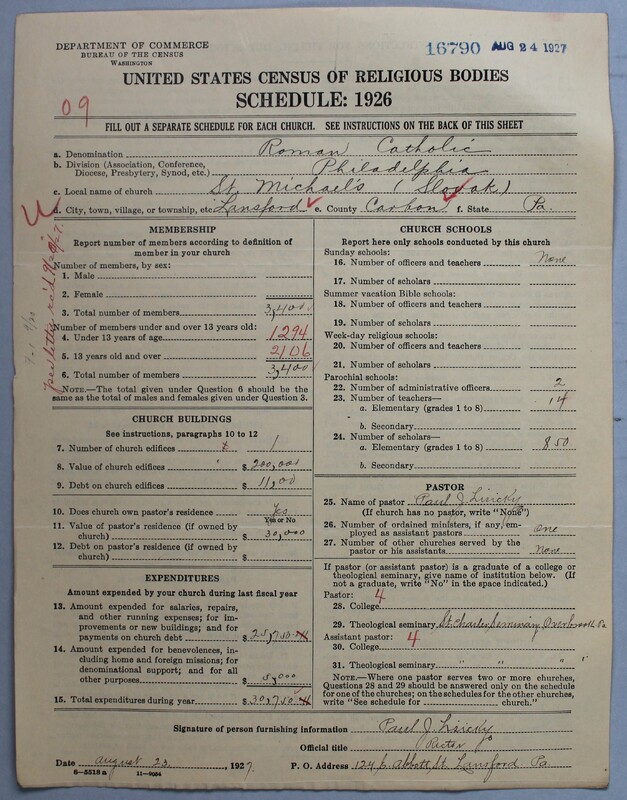 DEPARTMENT OF COMMERCE
BUREAU OF THE CENSUS
WASHINGTON
16790 AUG 24 1927
UNITED STATES CENSUS OF RELIGIOUS BODIES
SCHEDULE: 1926
09
FILL OUT A SEPARATE SCHEDULE FOR EACH CHURCH. SEE INSTRUCTIONS ON THE BACK OF THIS SHEET
a. Denomination Roman Catholic
b. Division (Association, Conference, Diocese, Presbytery, Synod, etc.) Philadelphia
c. Local name of church St. Michael's (Slovak)
d. City, town, village, or township, etc. Lansford e. County Carbon f. State Pa.
MEMBERSHIP
Report number of members according to definition of
member in your church
Number of members, by sex:
1. Male
2. Female
3. Total number of members 3,400
Number of members under and over 13 years old:
4. Under 13 years of age 1294
5. 13 years old and over 2106
6. Total number of members 3,400
NOTE.—The total given under Question 6 should be
the same as the total of males and females given under Question 3.
CHURCH BUILDINGS
See instructions, paragraphs 10 to 12
7. Number of church edifices 1
8. Value of church edifices $ 200,000
9. Debt on church edifices $
10. Does church own pastor's residence? Yes
Yes or No
11. Value of pastor's residence (if owned by
church) $ 30,000
12. Debt on pastor's residence (if owned by
church) $
EXPENDITURES
Amount expended by your church during last fiscal year
13. Amount expended for salaries, repairs,
and other running expenses; for im-
provements or new buildings; and for
payments on church debt $ 25,750
14. Amount expended for benevolences, in-
cluding home and foreign missions; for
denominational support; and for all
other purposes $ 5,000
15. Total expenditures during year $ 30,750
CHURCH SCHOOLS
Report here only schools conducted by this church
Sunday schools:
16. Number of officers and teachers None
17. Number of scholars
Summer vacation Bible schools:
18. Number of officers and teachers
19. Number of scholars
Week-day religious schools:
20. Number of officers and teachers
21. Number of scholars
Parochial schools:
22. Number of administrative officers 2
23. Number of teachers—
a. Elementary (grades 1 to 8) 14
b. Secondary
24. Number of scholars—
a. Elementary (grades 1 to 8) 850
b. Secondary
PASTOR
25. Name of pastor Paul J. Lisicky
(If church has no pastor, write "None")
26. Number of ordained ministers, if any, em-
ployed as assistant pastors one
27. Number of other churches served by the
pastor or his assistants None
If pastor (or assistant pastor) is a graduate of a college or
theological seminary, give name of institution below. (If
not a graduate, write "No" in the space indicated.)
Pastor: 4
28. College
29. Theological seminary St Charles Seminary Overbrook Pa
Assistant pastor: 4
30. College
31. Theological seminary " " " "
NOTE.—Where one pastor serves two or more churches,
Questions 28 and 29 should be answered only on the schedule
for one of the churches; on the schedules for the other churches,
write "See schedule for church."
Signature of person furnishing information Paul J. Lisicky
Official title Rector
Date August 23, 1927 P. O. Address 124 E. Abbott St. Lansford Pa.
6—5518 a 11—9034